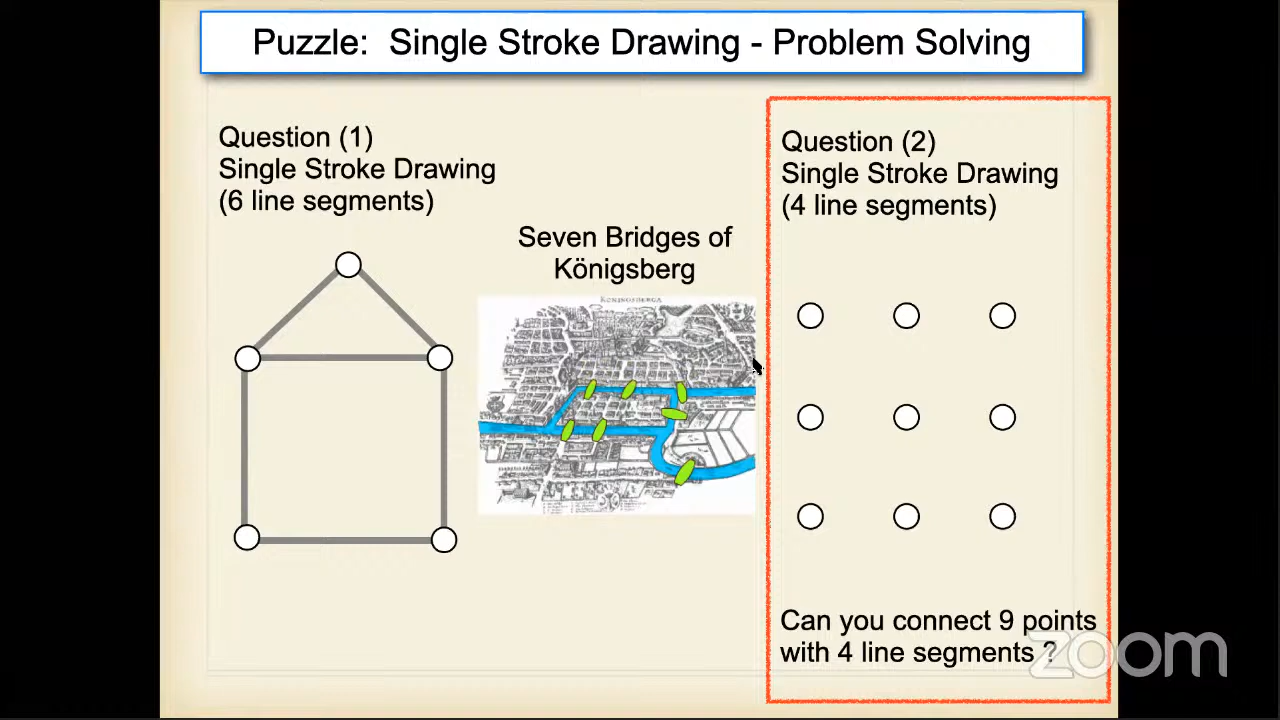 Puzzle:  Single Stroke Drawing - Problem Solving
Question (1)
Single Stroke Drawing
(6 line segments)
Seven Bridges of
Königsberg
KONINGSBERGA
Question (2)
Single Stroke Drawing
(4 line segments)
Can you connect 9 points
with 4 line segments ?
zoom